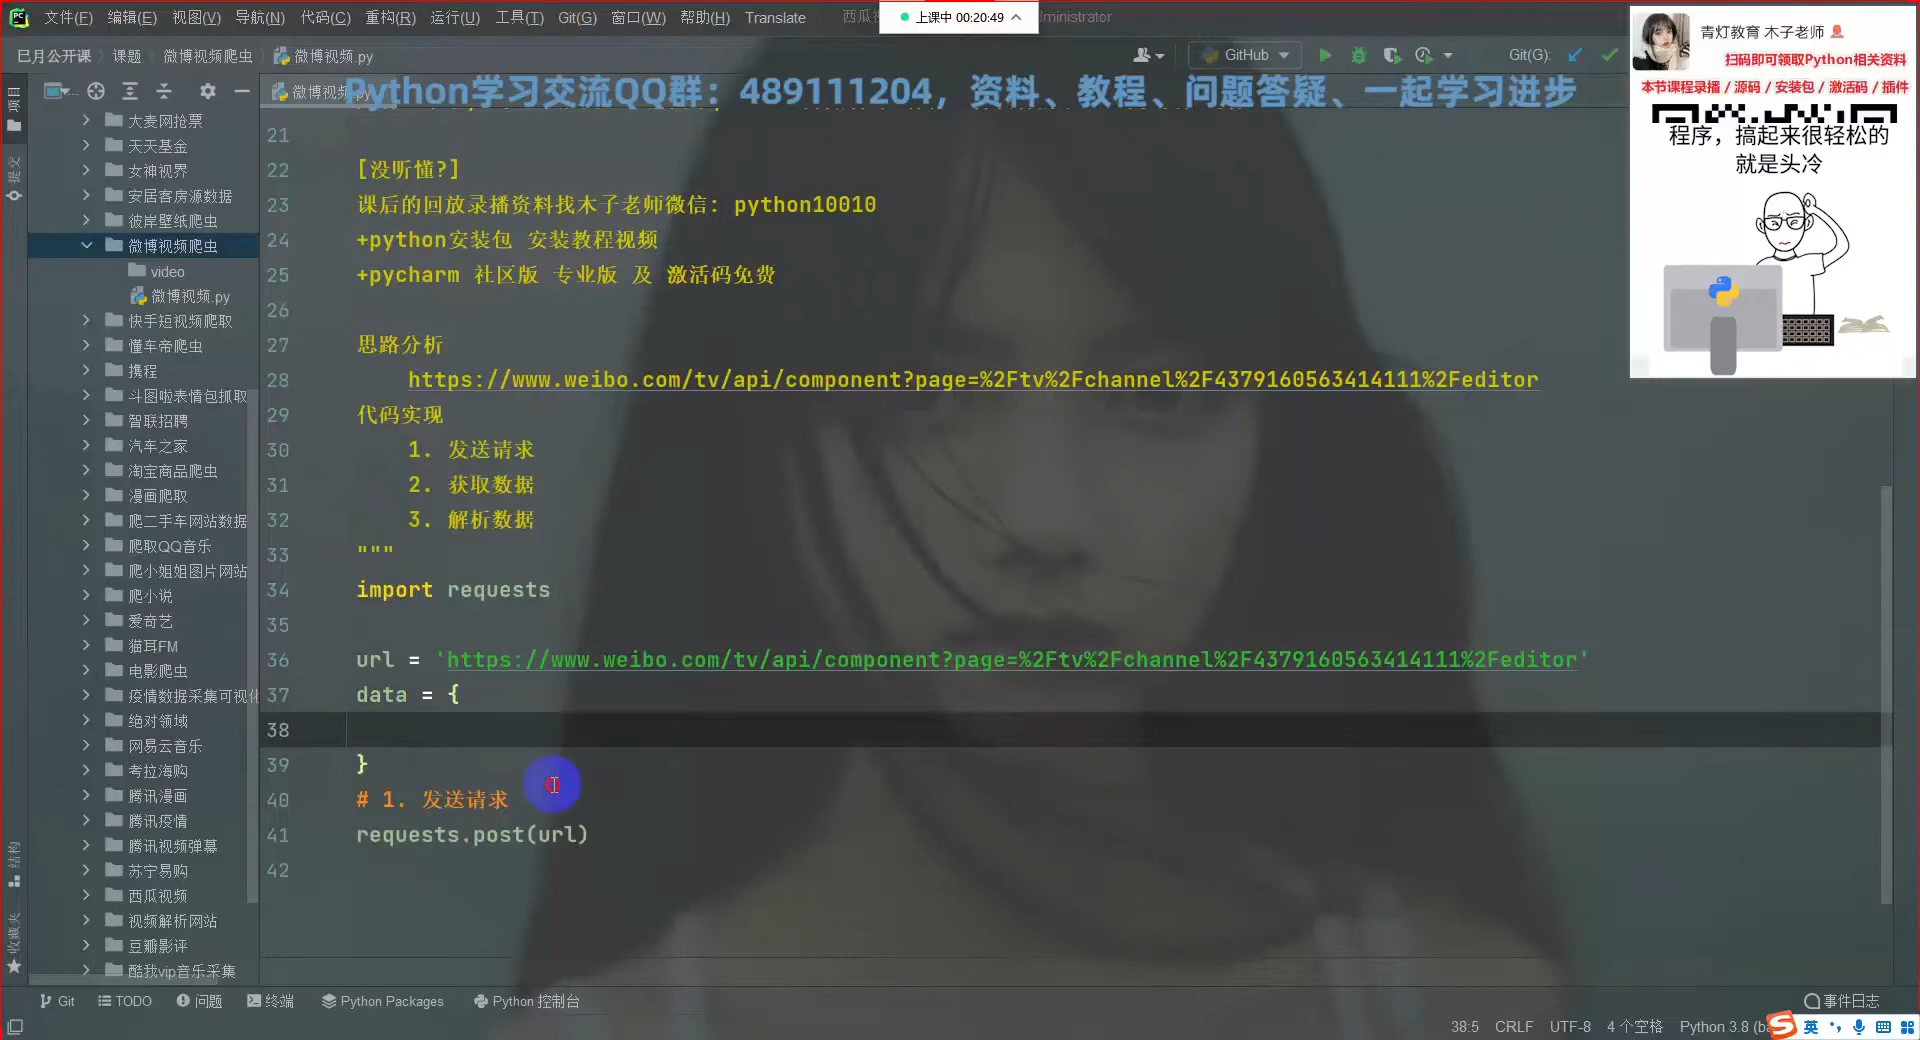 文件(F) 编辑(E) 视图(V) 导航(N) 代码(C) 重构(R) 运行(U) 工具(T) Git(G) 窗口(W) 帮助(H) Translate
上课中 00:20:49
dministrator
巳月公开课 课题 微博视频爬虫 微博视频.py
GitHub
Git(G):
青灯教育 木子老师
扫码即可领取Python相关资料
本节课程录播 / 源码 / 安装包 / 激活码 / 插件
程序，搞起来很轻松的
就是头冷
Python学习交流QQ群：489111204，资料、教程、问题答疑、一起学习进步
项目
提交
结构
收藏夹
大麦网抢票
天天基金
女神视界
安居客房源数据
彼岸壁纸爬虫
微博视频爬虫
video
微博视频.py
快手短视频爬取
懂车帝爬虫
携程
斗图啦表情包抓取
智联招聘
汽车之家
淘宝商品爬虫
漫画爬取
爬二手车网站数据
爬取QQ音乐
爬小姐姐图片网站
爬小说
爱奇艺
猫耳FM
电影爬虫
疫情数据采集可视化
绝对领域
网易云音乐
考拉海购
腾讯漫画
腾讯疫情
腾讯视频弹幕
苏宁易购
西瓜视频
视频解析网站
豆瓣影评
酷我vip音乐采集
21
22 [没听懂?]
23 课后的回放录播资料找木子老师微信: python10010
24 +python安装包 安装教程视频
25 +pycharm 社区版 专业版 及 激活码免费
26
27 思路分析
28 https://www.weibo.com/tv/api/component?page=%2Ftv%2Fchannel%2F4379160563414111%2Feditor
29 代码实现
30 1. 发送请求
31 2. 获取数据
32 3. 解析数据
33 """
34 import requests
35
36 url = 'https://www.weibo.com/tv/api/component?page=%2Ftv%2Fchannel%2F4379160563414111%2Feditor'
37 data = {
38
39 }
40 # 1. 发送请求
41 requests.post(url)
42
Git TODO 问题 终端 Python Packages Python 控制台
事件日志
38:5 CRLF UTF-8 4 个空格 Python 3.8
英